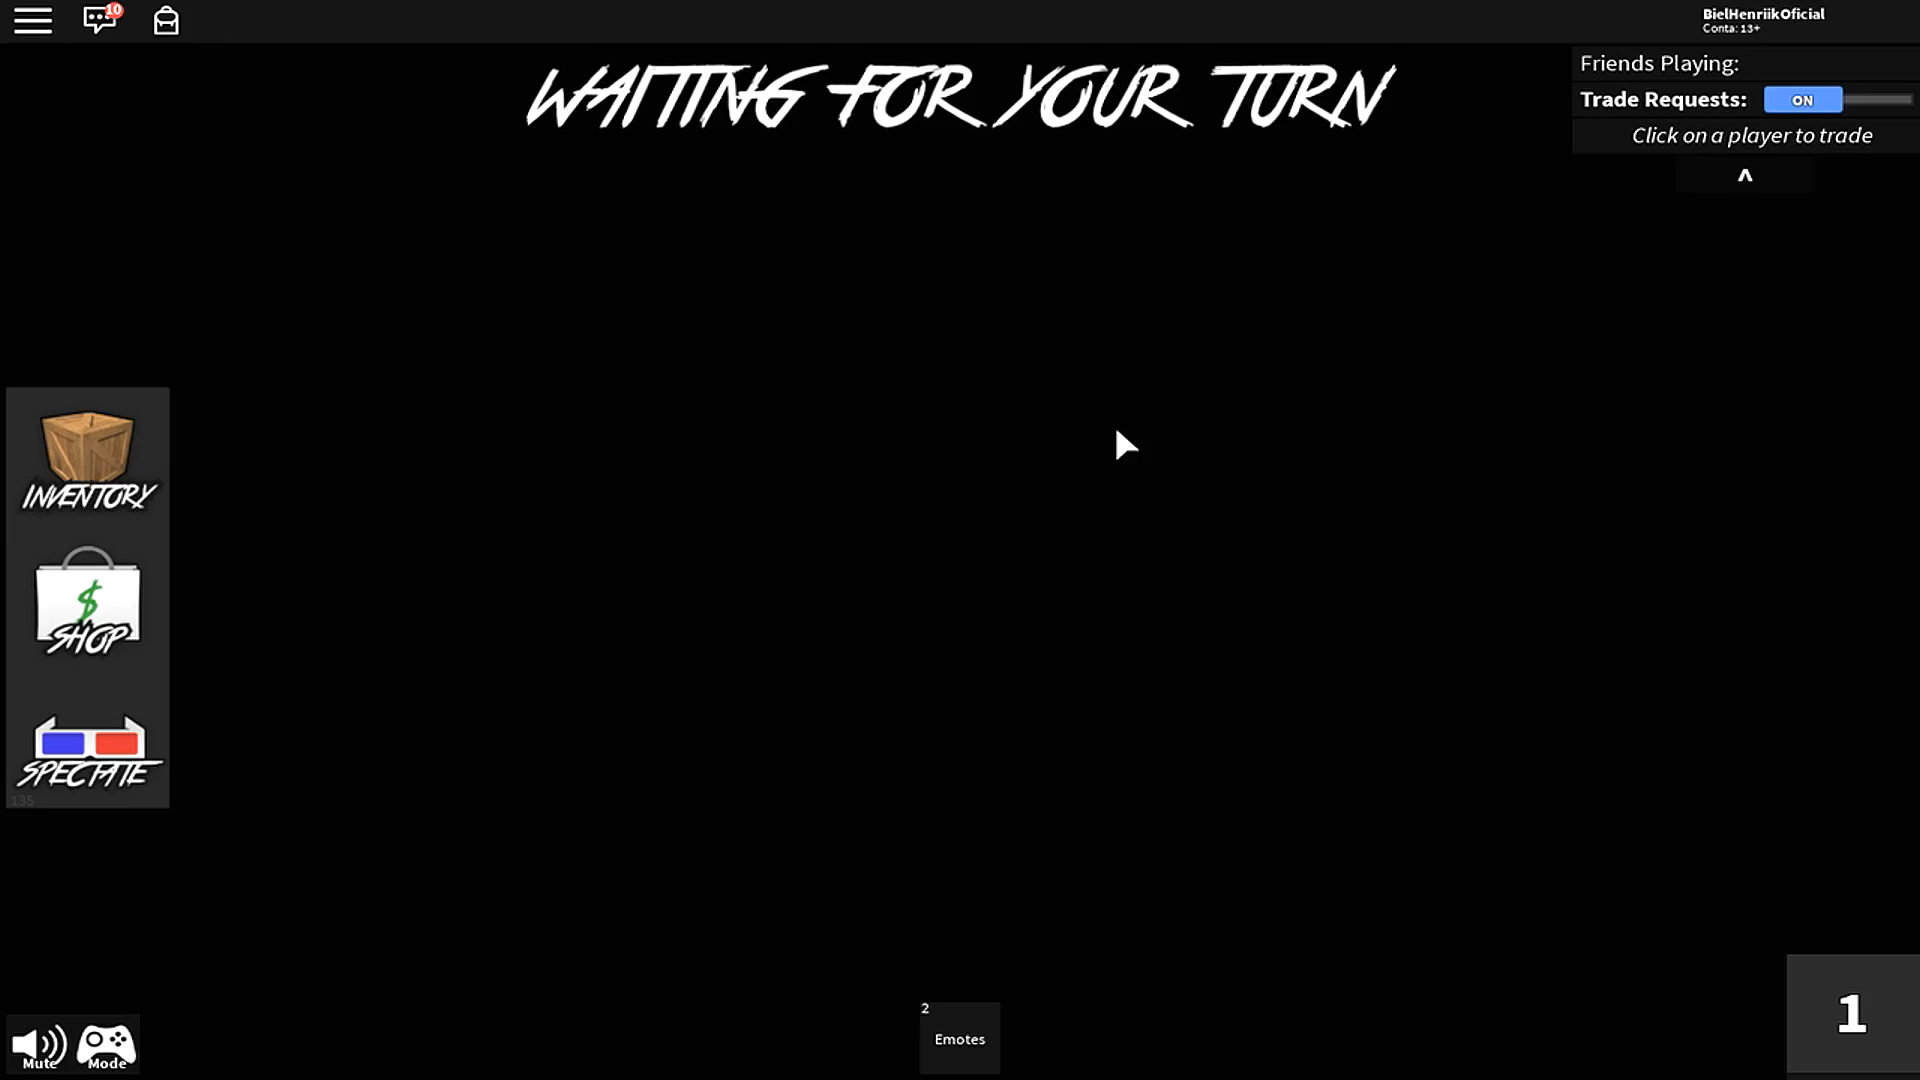 10
BielHenriikOficial
Conta: 13+
WAITING FOR YOUR TURN
Friends Playing:
Trade Requests: ON
Click on a player to trade
INVENTORY
$
SHOP
SPECTATE
135
2
Emotes
1
Mute Mode